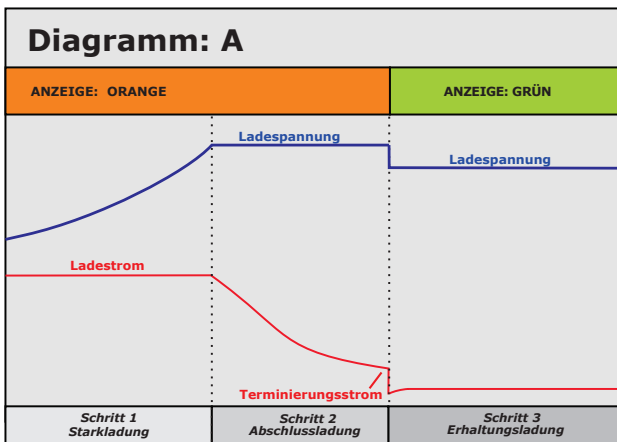 Diagramm: A
ANZEIGE: ORANGE
ANZEIGE: GRÜN
Ladespannung
Ladespannung
Ladestrom
Terminierungsstrom
Schritt 1
Starkladung
Schritt 2
Abschlussladung
Schritt 3
Erhaltungsladung